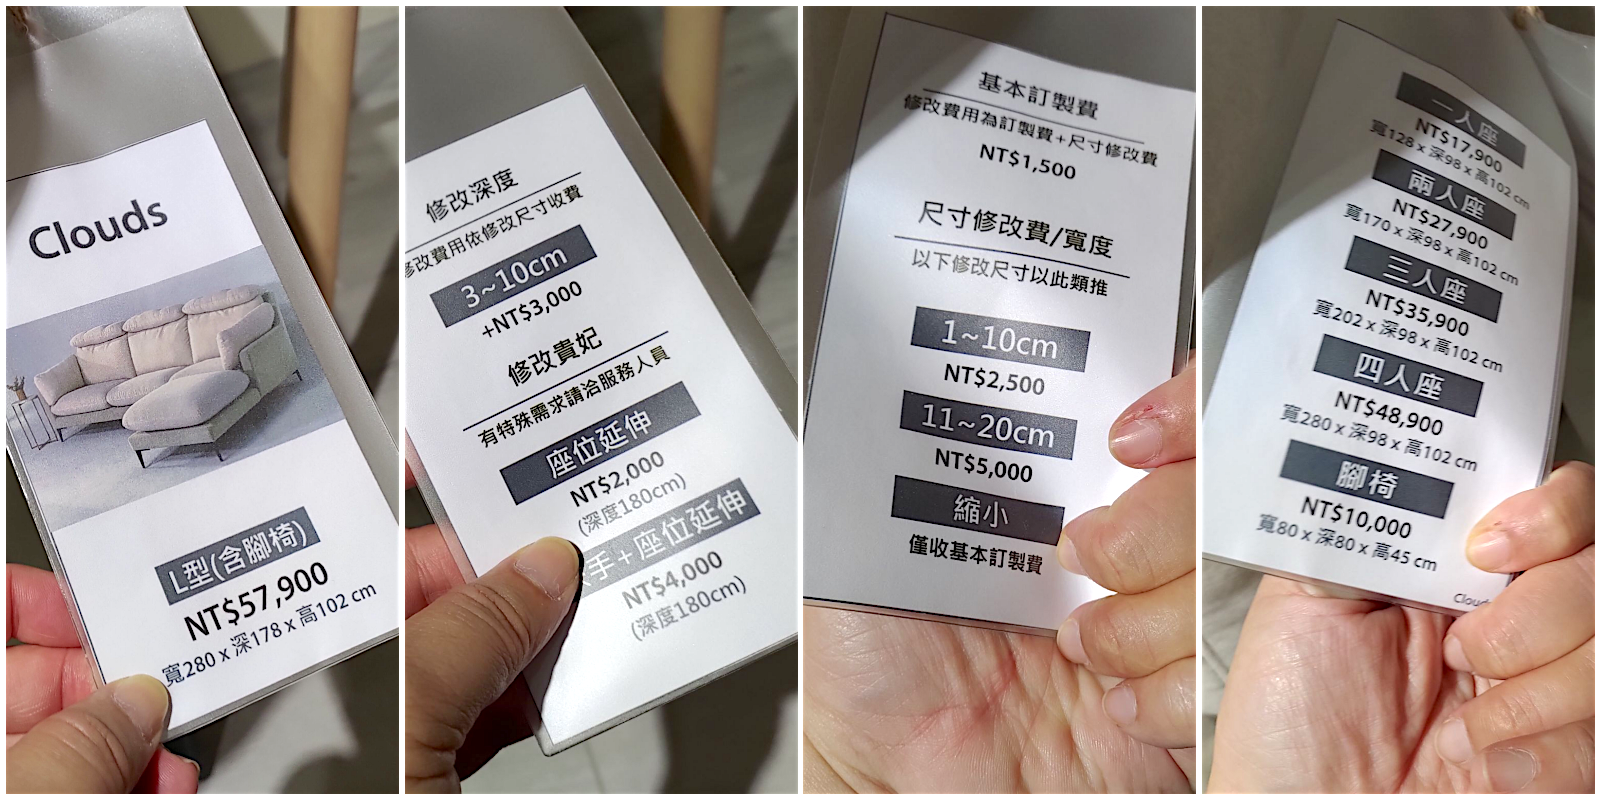 Clouds
L型(含腳椅)
NT$57,900
寬280 x 深178 x 高102 cm
修改深度
修改費用依修改尺寸收費
3~10cm
+NT$3,000
修改貴妃
有特殊需求請洽服務人員
座位延伸
NT$2,000
(深度180cm)
手+座位延伸
NT$4,000
(深度180cm)
基本訂製費
修改費用為訂製費+尺寸修改費
NT$1,500
尺寸修改費/寬度
以下修改尺寸以此類推
1~10cm
NT$2,500
11~20cm
NT$5,000
縮小
僅收基本訂製費
一人座
NT$17,900
寬128 x 深98 x 高102 cm
兩人座
NT$27,900
寬170 x 深98 x 高102 cm
三人座
NT$35,900
寬202 x 深98 x 高102 cm
四人座
NT$48,900
寬280 x 深98 x 高102 cm
腳椅
NT$10,000
寬80 x 深80 x 高45 cm
Cloud